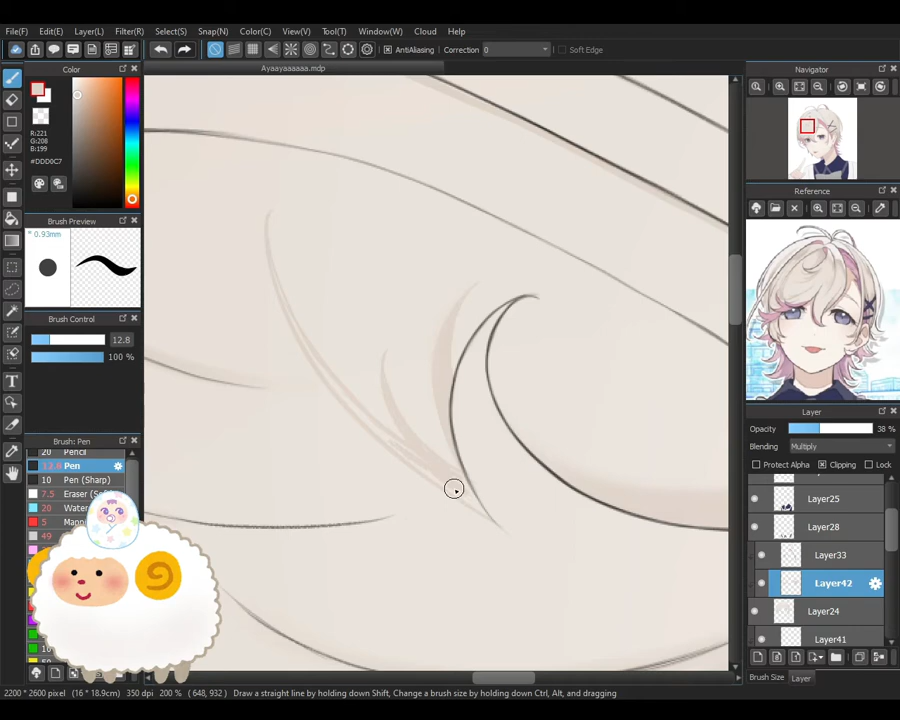 File(F) Edit Layer(L) Filter(R) Select(S) Snap(N) Color(C) View(V) Tool(T) Window(W) Cloud Help
AntiAliasing Correction 0 Soft Edge
Color
R:221
G:208
B:199
#DDD0C7
Brush Preview
* 0.93mm
Brush Control
12.8
100 %
Brush: Pen
20 Pencil
12.8 Pen
10 Pen (Sharp)
7.5 Eraser (So
20 Water
5 Mappi
49
50
Ayaayaaaaaa.mdp
Navigator
Reference
Layer
Opacity 38 %
Blending Multiply
Protect Alpha Clipping Lock
Layer25
Layer28
Layer33
Layer42
Layer24
Layer41
Brush Size Layer
2200 * 2600 pixel (16 * 18.9cm) 350 dpi 200 % ( 648, 932 ) Draw a straight line by holding down Shift, Change a brush size by holding down Ctrl, Alt, and dragging